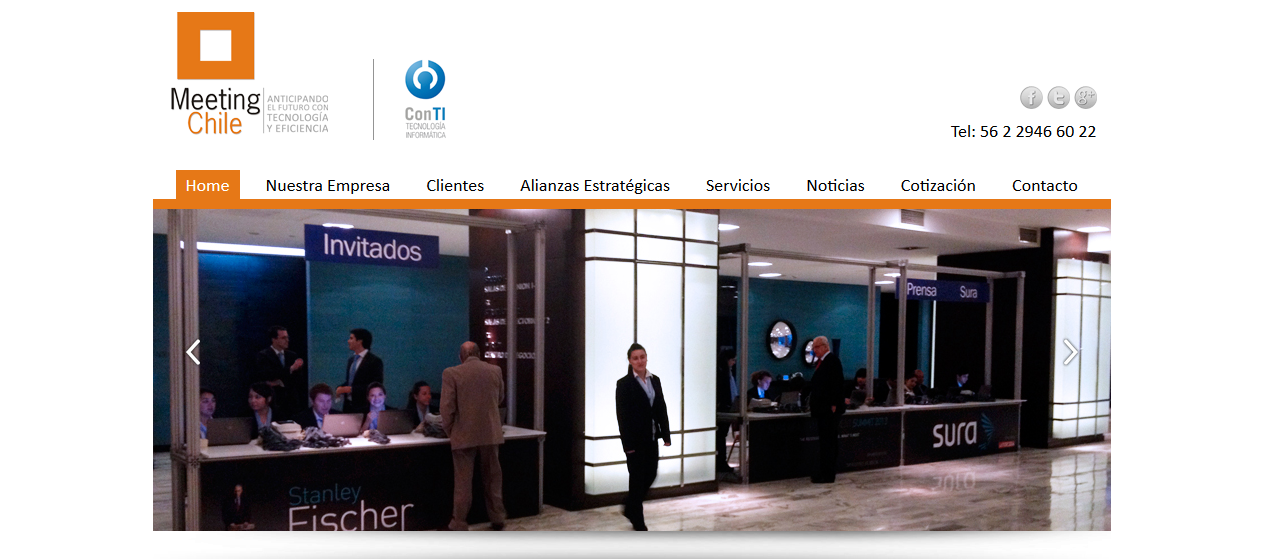 Meeting
Chile
ANTICIPANDO
EL FUTURO CON
TECNOLOGÍA
Y EFICIENCIA
ConTI
TECNOLOGÍA
INFORMÁTICA
f t g+
Tel: 56 2 2946 60 22
Home Nuestra Empresa Clientes Alianzas Estratégicas Servicios Noticias Cotización Contacto
Invitados
Prensa Sura
sura
Stanley
Fischer